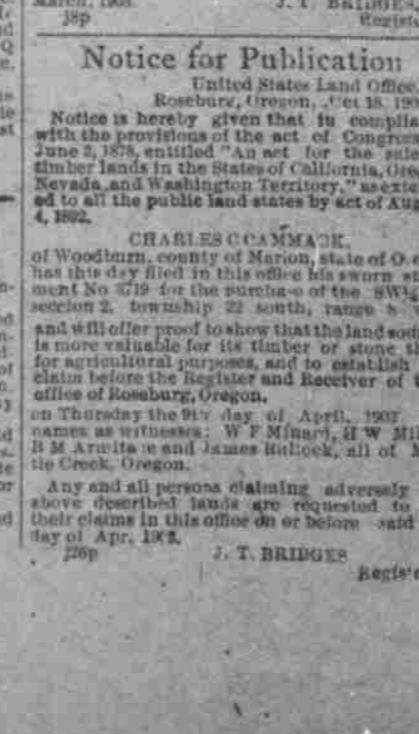 March, 1903.
J. T. BRIDGES
j8p
Registe
Notice for Publication
United States Land Office,
Roseburg, Oregon, Oct 18, 190
Notice is hereby given that in complia
with the provisions of the act of Congress
June 3, 1878, entitled "An act for the sale
timber lands in the States of California, Ore
Nevada, and Washington Territory," as exte
ed to all the public land states by act of Aug
4, 1892,
CHARLES C CAMMACK,
of Woodburn, county of Marion, state of
has this day filed in this office his sworn st
ment No 3719 for the purchase of the SW¼
section 2, township 22 south, range 8
and will offer proof to show that the land sou
is more valuable for its timber or stone th
for agricultural purposes, and to establish
claim before the Register and Receiver of
office of Roseburg, Oregon,
on Thursday the 9th day of April, 1903
names as witnesses: W F Minard, H W Mi
B M Armitage and James Bullock, all of
tle Creek, Oregon.
Any and all persons claiming adversely
above described lands are requested to
their claims in this office on or before said
day of Apr. 1903.
j26p
J. T. BRIDGES
Registe